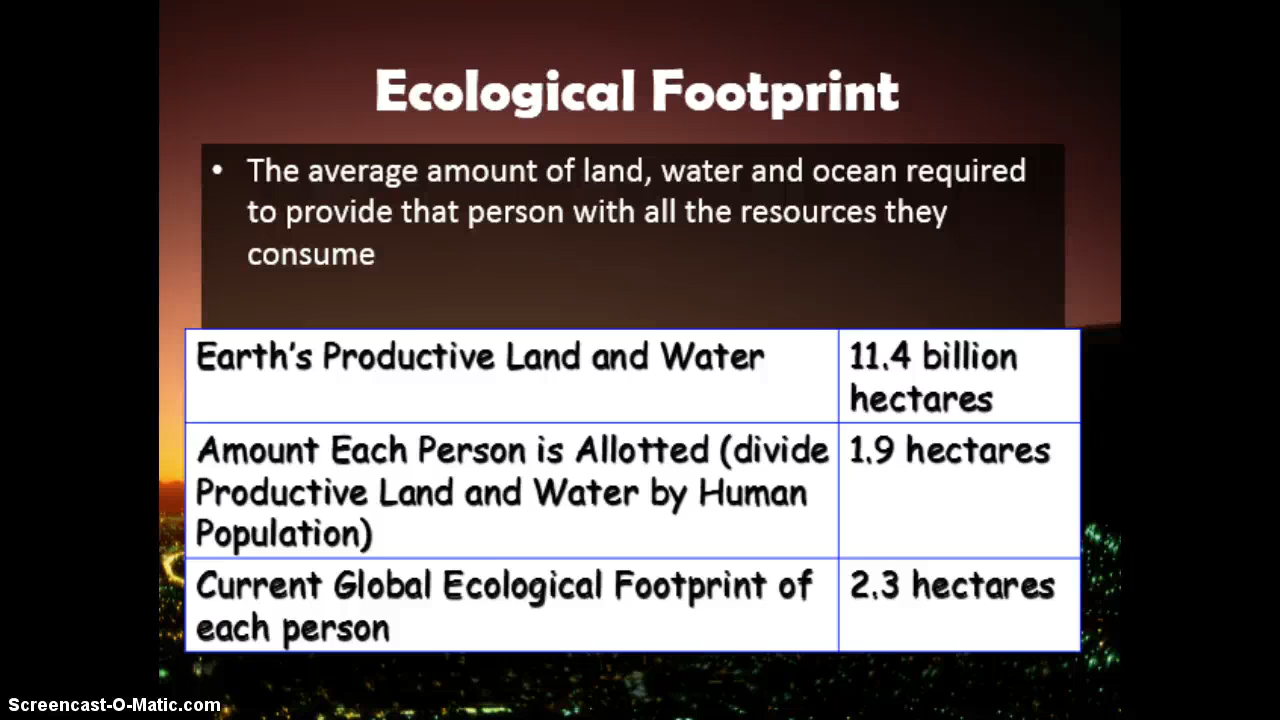 Ecological Footprint
• The average amount of land, water and ocean required
to provide that person with all the resources they
consume
Earth's Productive Land and Water
11.4 billion
hectares
Amount Each Person is Allotted (divide
Productive Land and Water by Human
Population)
1.9 hectares
Current Global Ecological Footprint of
each person
2.3 hectares
Screencast-O-Matic.com